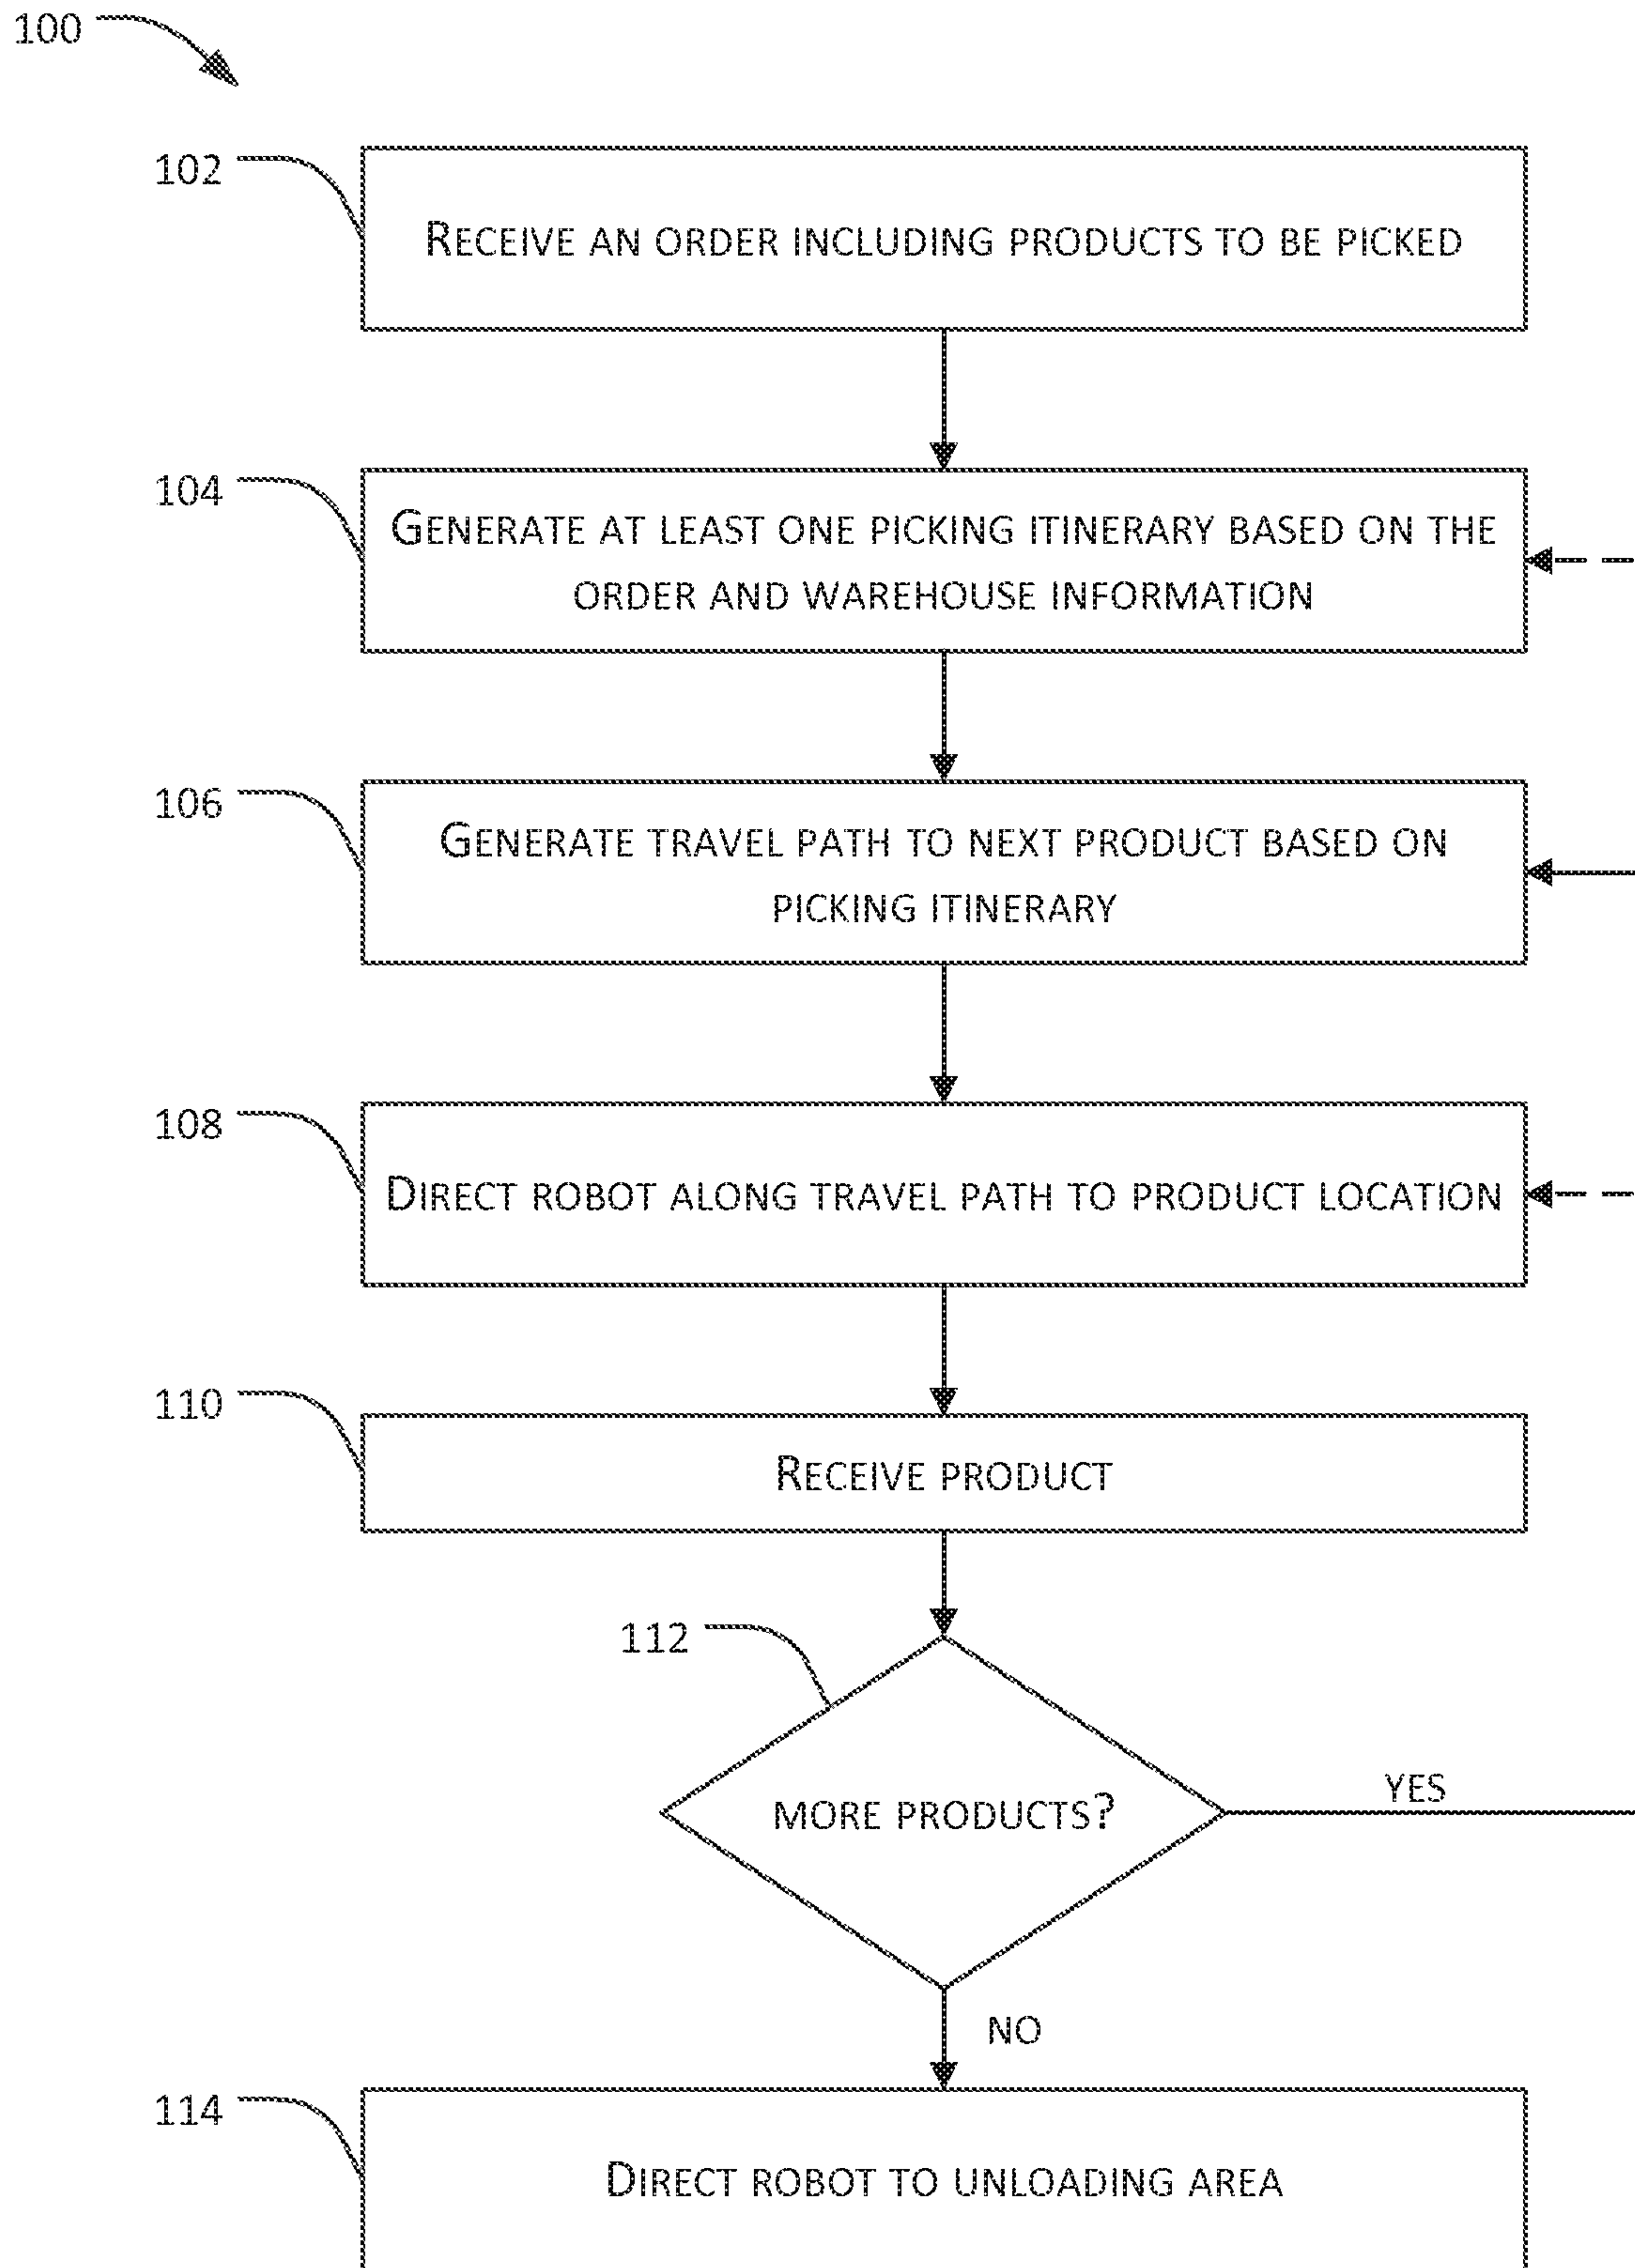 100
102
RECEIVE AN ORDER INCLUDING PRODUCTS TO BE PICKED
104
GENERATE AT LEAST ONE PICKING ITINERARY BASED ON THE
ORDER AND WAREHOUSE INFORMATION
106
GENERATE TRAVEL PATH TO NEXT PRODUCT BASED ON
PICKING ITINERARY
108
DIRECT ROBOT ALONG TRAVEL PATH TO PRODUCT LOCATION
110
RECEIVE PRODUCT
112
MORE PRODUCTS?
YES
NO
114
DIRECT ROBOT TO UNLOADING AREA